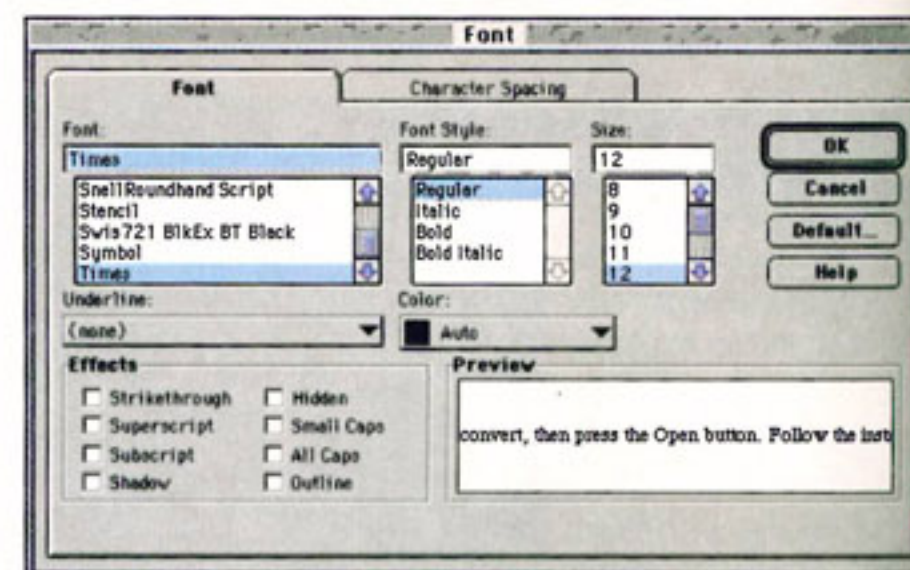 Font
Font
Character Spacing
Font:
Times
SnellRoundhand Script
Stencil
Swis721 BlkEx BT Black
Symbol
Times
Font Style:
Regular
Regular
Italic
Bold
Bold Italic
Size:
12
8
9
10
11
12
OK
Cancel
Default...
Help
Underline:
(none)
Color:
Auto
Effects
Strikethrough
Superscript
Subscript
Shadow
Hidden
Small Caps
All Caps
Outline
Preview
convert, then press the Open button. Follow the inst